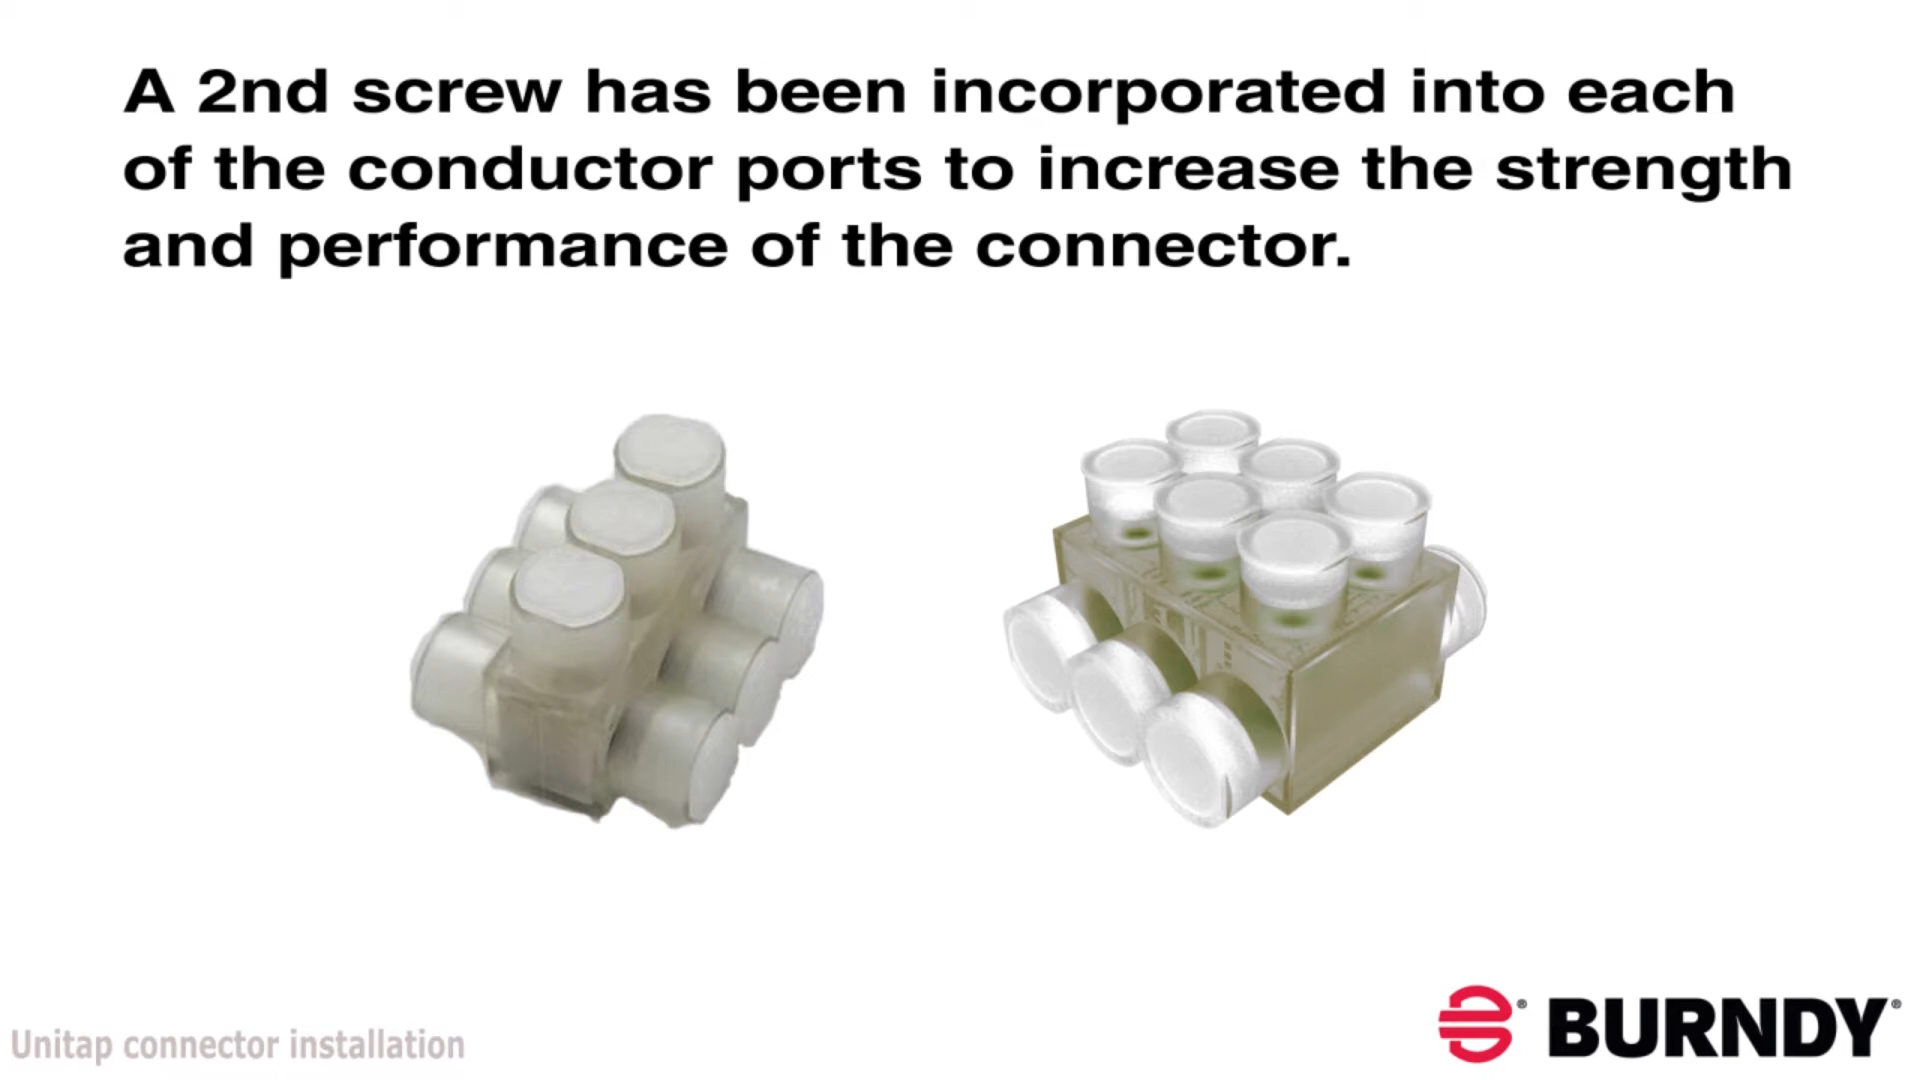 A 2nd screw has been incorporated into each
of the conductor ports to increase the strength
and performance of the connector.
Unitap connector installation
BURNDY®